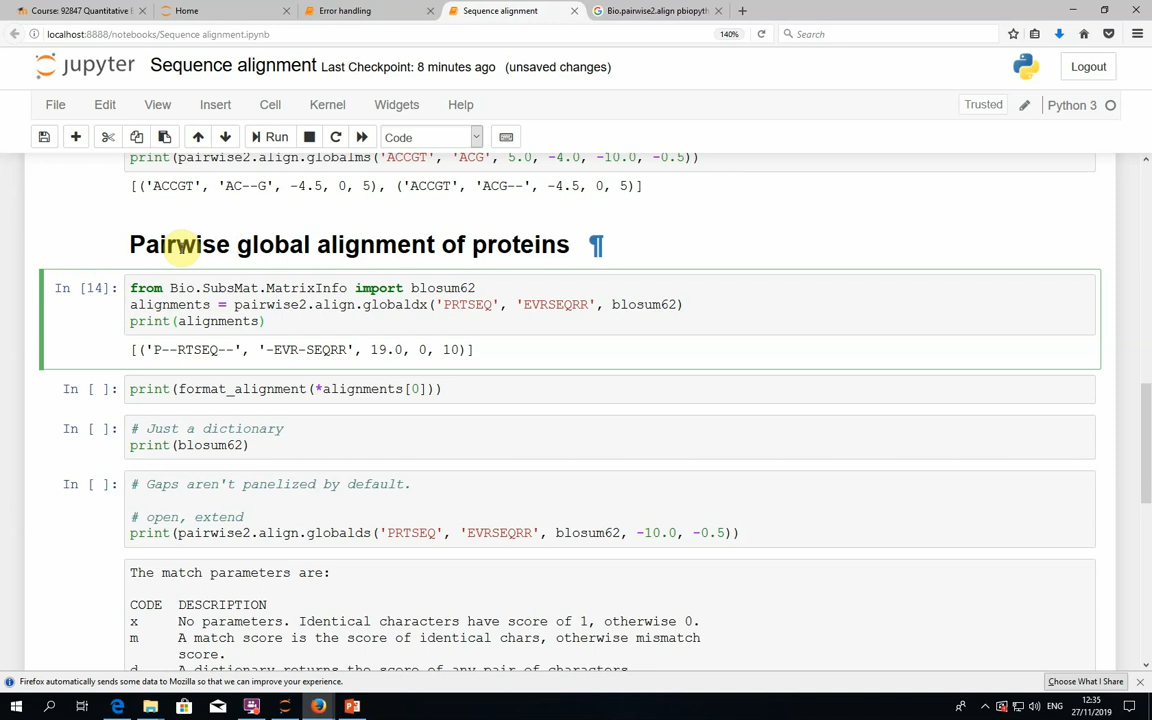 Course: 92847 Quantitative E
Home
Error handling
Sequence alignment
Bio.pairwise2.align pbiopyth
localhost:8888/notebooks/Sequence alignment.ipynb
140%
Search
jupyter
Sequence alignment Last Checkpoint: 8 minutes ago (unsaved changes)
Logout
File Edit View Insert Cell Kernel Widgets Help
Trusted
Python 3
Run
Code
print(pairwise2.align.globalms('ACCGT', 'ACG', 5.0, -4.0, -10.0, -0.5))
[('ACCGT', 'AC--G', -4.5, 0, 5), ('ACCGT', 'ACG--', -4.5, 0, 5)]
Pairwise global alignment of proteins ¶
In [14]: from Bio.SubsMat.MatrixInfo import blosum62
alignments = pairwise2.align.globaldx('PRTSEQ', 'EVRSEQRR', blosum62)
print(alignments)
[('P--RTSEQ--', '-EVR-SEQRR', 19.0, 0, 10)]
In [ ]: print(format_alignment(*alignments[0]))
In [ ]: # Just a dictionary
print(blosum62)
In [ ]: # Gaps aren't panelized by default.
# open, extend
print(pairwise2.align.globalds('PRTSEQ', 'EVRSEQRR', blosum62, -10.0, -0.5))
The match parameters are:
CODE DESCRIPTION
x No parameters. Identical characters have score of 1, otherwise 0.
m A match score is the score of identical chars, otherwise mismatch
score.
d A dictionary returns the score of any pair of characters
Firefox automatically sends some data to Mozilla so that we can improve your experience.
Choose What I Share
ENG
12:35
27/11/2019